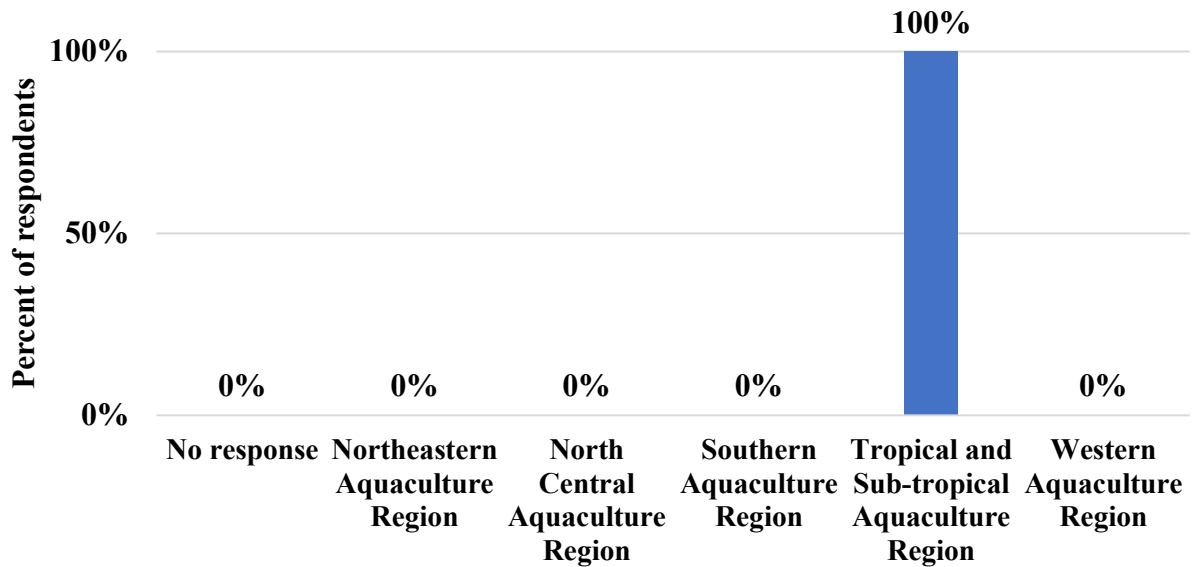 100%
100%
Percent of respondents
50%
0% 0% 0% 0% 0%
0%
No response
Northeastern
Aquaculture
Region
North
Central
Aquaculture
Region
Southern
Aquaculture
Region
Tropical and
Sub-tropical
Aquaculture
Region
Western
Aquaculture
Region